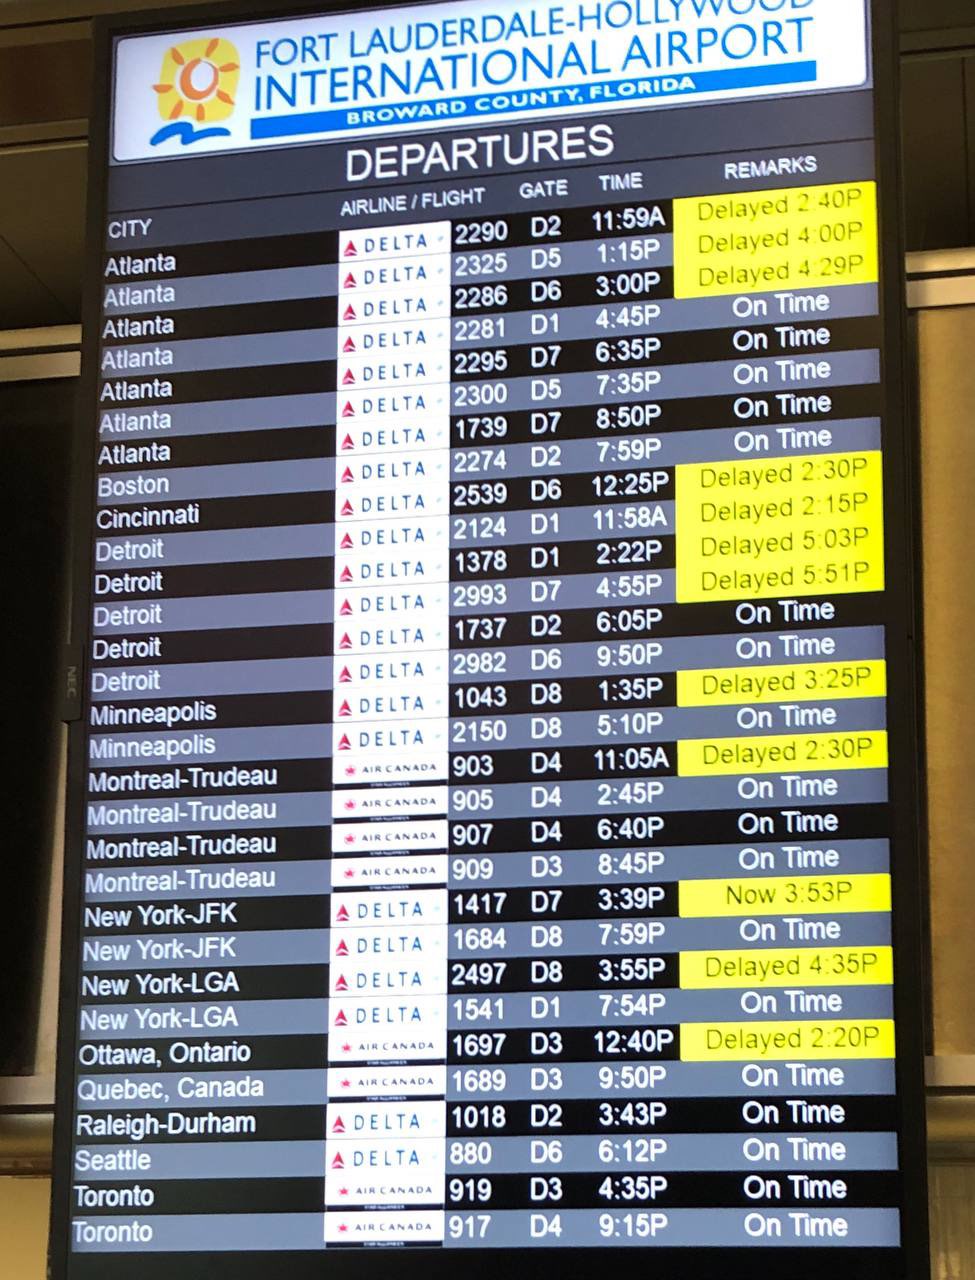 FORT LAUDERDALE-HOLLYWOOD
INTERNATIONAL AIRPORT
BROWARD COUNTY, FLORIDA
DEPARTURES
CITY AIRLINE / FLIGHT GATE TIME REMARKS
Atlanta DELTA 2290 D2 11:59A Delayed 2:40P
Atlanta DELTA 2325 D5 1:15P Delayed 4:00P
Atlanta DELTA 2286 D6 3:00P Delayed 4:29P
Atlanta DELTA 2281 D1 4:45P On Time
Atlanta DELTA 2295 D7 6:35P On Time
Atlanta DELTA 2300 D5 7:35P On Time
Atlanta DELTA 1739 D7 8:50P On Time
Boston DELTA 2274 D2 7:59P On Time
Cincinnati DELTA 2539 D6 12:25P Delayed 2:30P
Detroit DELTA 2124 D1 11:58A Delayed 2:15P
Detroit DELTA 1378 D1 2:22P Delayed 5:03P
Detroit DELTA 2993 D7 4:55P Delayed 5:51P
Detroit DELTA 1737 D2 6:05P On Time
Detroit DELTA 2982 D6 9:50P On Time
Minneapolis DELTA 1043 D8 1:35P Delayed 3:25P
Minneapolis DELTA 2150 D8 5:10P On Time
Montreal-Trudeau AIR CANADA 903 D4 11:05A Delayed 2:30P
Montreal-Trudeau AIR CANADA 905 D4 2:45P On Time
Montreal-Trudeau AIR CANADA 907 D4 6:40P On Time
Montreal-Trudeau AIR CANADA 909 D3 8:45P On Time
New York-JFK DELTA 1417 D7 3:39P Now 3:53P
New York-JFK DELTA 1684 D8 7:59P On Time
New York-LGA DELTA 2497 D8 3:55P Delayed 4:35P
New York-LGA DELTA 1541 D1 7:54P On Time
Ottawa, Ontario AIR CANADA 1697 D3 12:40P Delayed 2:20P
Quebec, Canada AIR CANADA 1689 D3 9:50P On Time
Raleigh-Durham DELTA 1018 D2 3:43P On Time
Seattle DELTA 880 D6 6:12P On Time
Toronto AIR CANADA 919 D3 4:35P On Time
Toronto AIR CANADA 917 D4 9:15P On Time
NEC